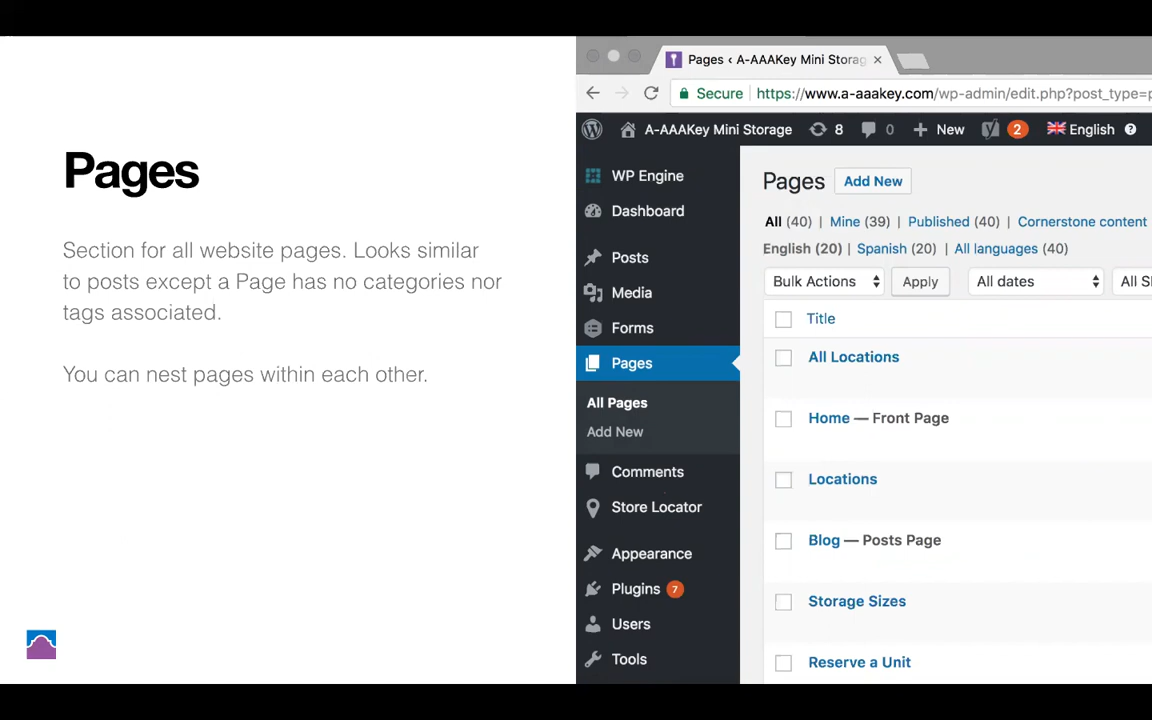 Pages
Section for all website pages. Looks similar
to posts except a Page has no categories nor
tags associated.
You can nest pages within each other.
Pages ‹ A-AAAKey Mini Storag
Secure https://www.a-aaakey.com/wp-admin/edit.php?post_type=p
A-AAAKey Mini Storage 8 0 New 2 English
WP Engine
Dashboard
Posts
Media
Forms
Pages
All Pages
Add New
Comments
Store Locator
Appearance
Plugins 7
Users
Tools
Pages Add New
All (40) | Mine (39) | Published (40) | Cornerstone content
English (20) | Spanish (20) | All languages (40)
Bulk Actions Apply All dates All S
Title
All Locations
Home — Front Page
Locations
Blog — Posts Page
Storage Sizes
Reserve a Unit